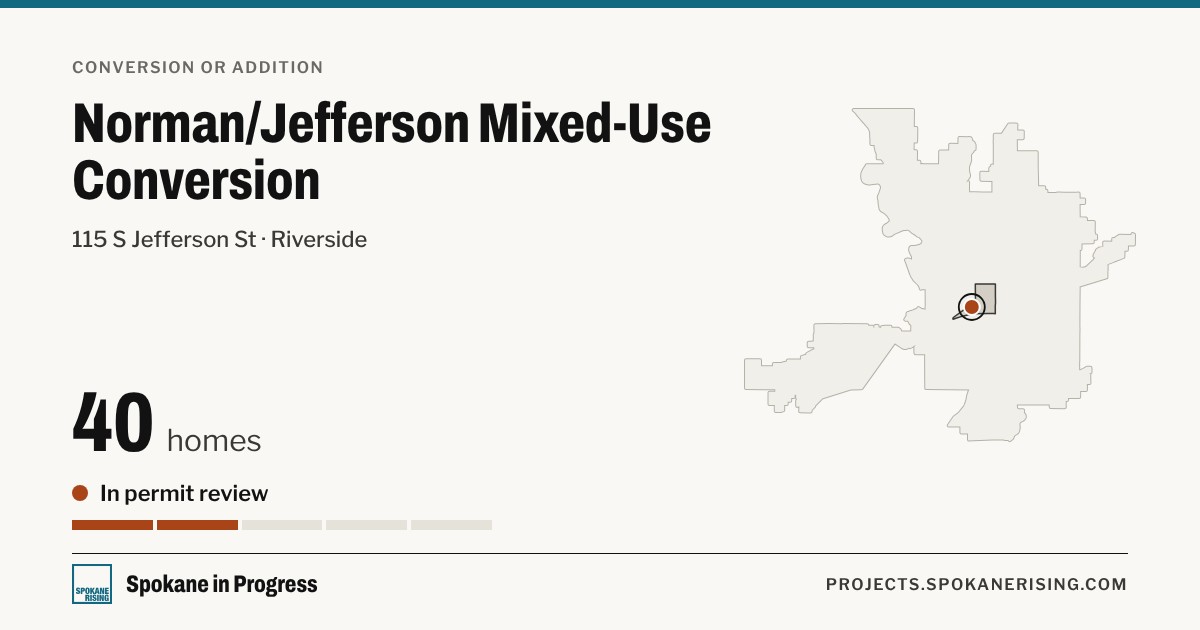 CONVERSION OR ADDITION
Norman/Jefferson Mixed-Use
Conversion
115 S Jefferson St · Riverside
40 homes
In permit review
SPOKANE
RISING
Spokane in Progress
PROJECTS.SPOKANERISING.COM